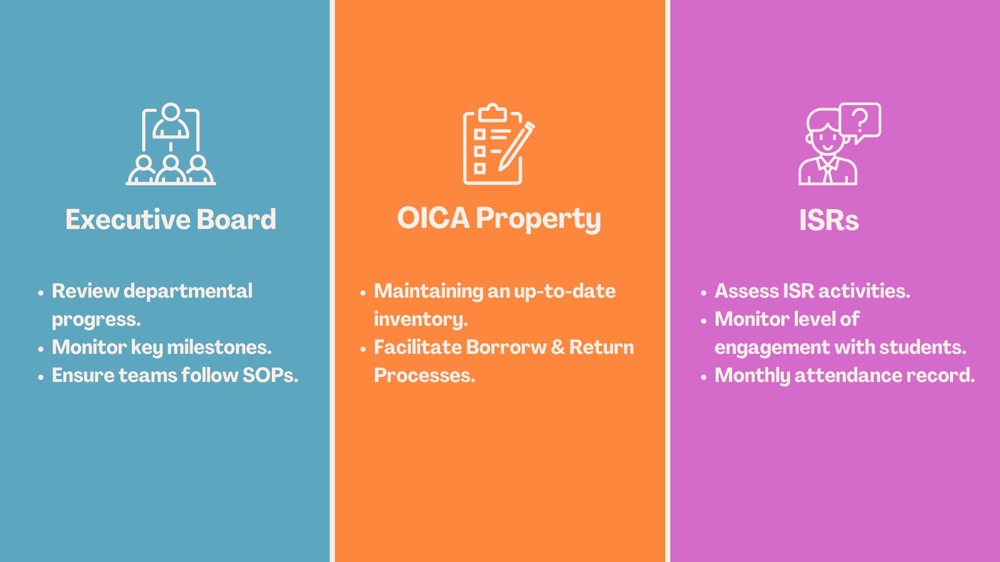 Executive Board
• Review departmental
progress.
• Monitor key milestones.
• Ensure teams follow SOPs.
OICA Property
• Maintaining an up-to-date
inventory.
• Facilitate Borrorw & Return
Processes.
?
ISRs
• Assess ISR activities.
• Monitor level of
engagement with students.
• Monthly attendance record.